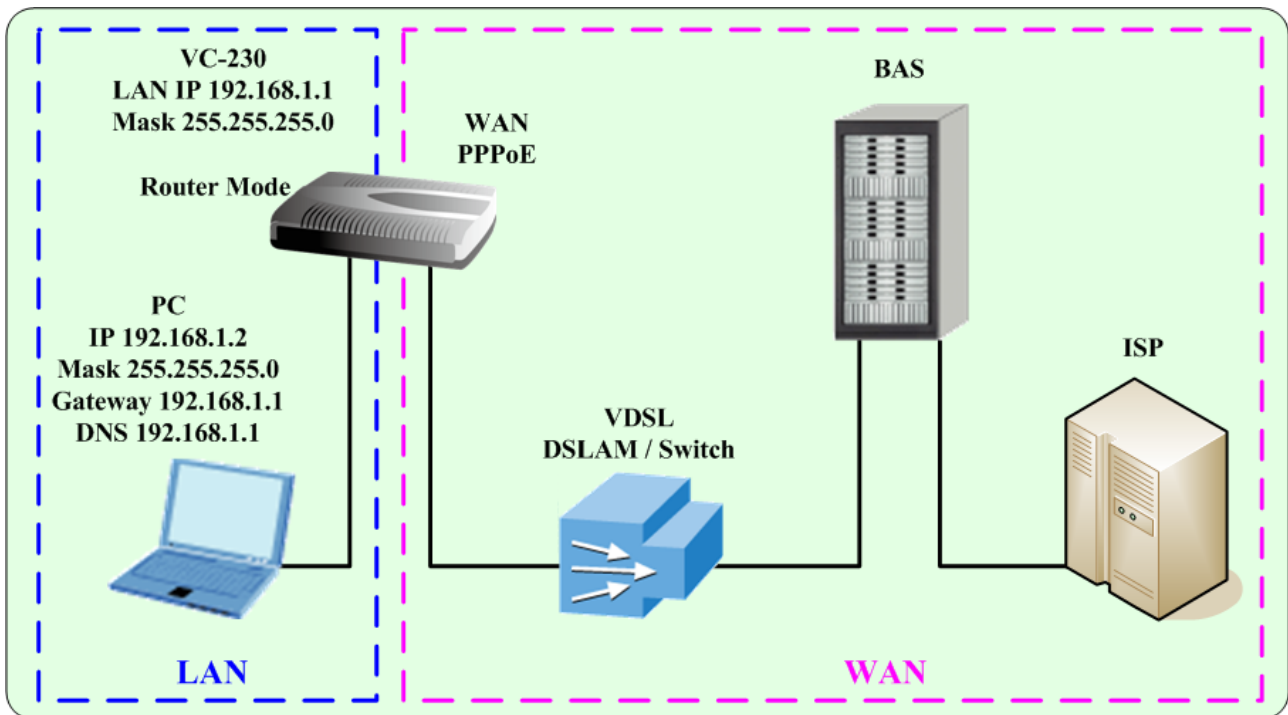 VC-230
LAN IP 192.168.1.1
Mask 255.255.255.0
Router Mode
WAN
PPPoE
BAS
PC
IP 192.168.1.2
Mask 255.255.255.0
Gateway 192.168.1.1
DNS 192.168.1.1
VDSL
DSLAM / Switch
ISP
LAN
WAN